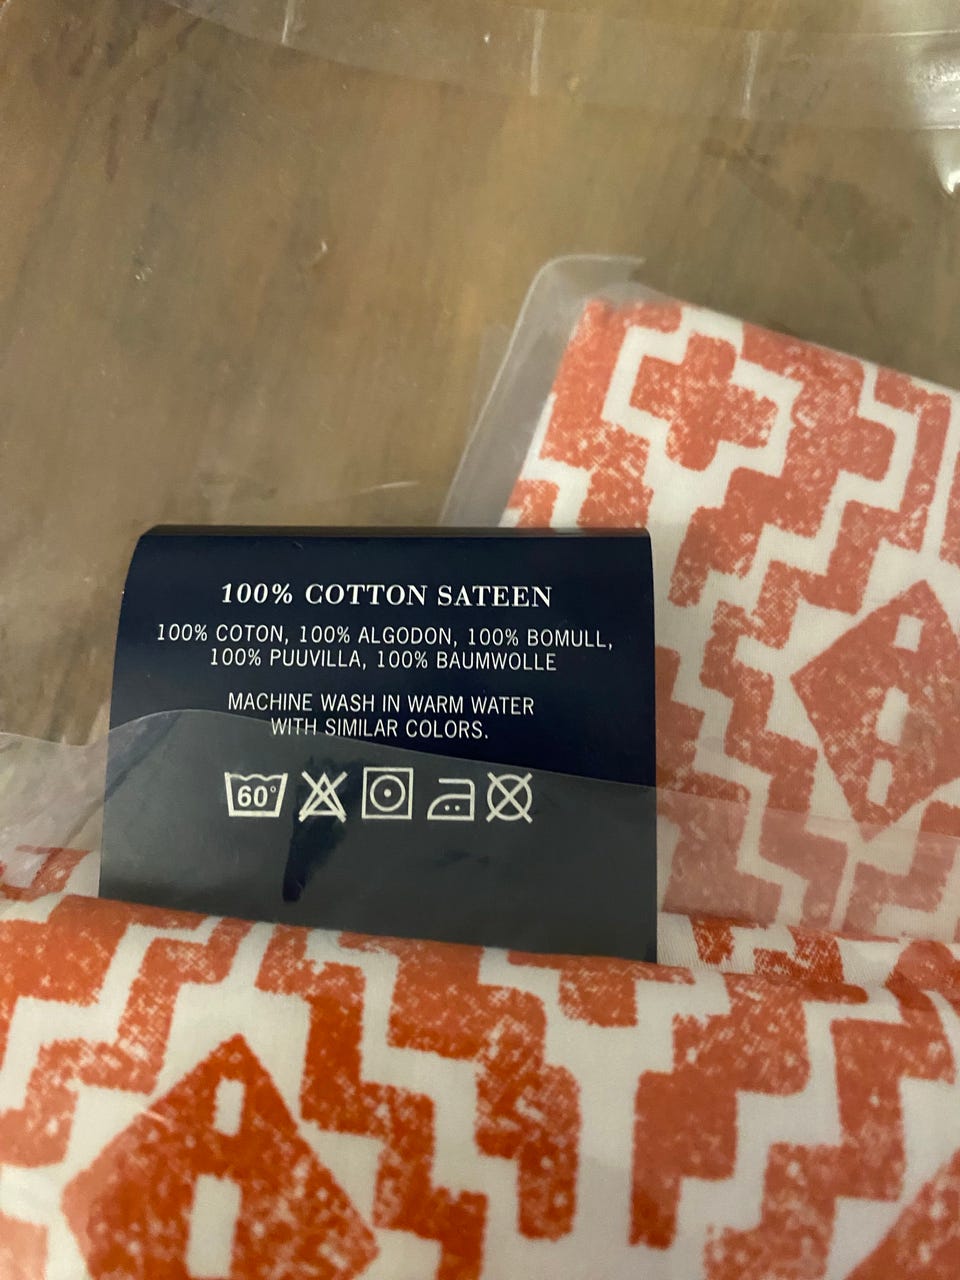 100% COTTON SATEEN
100% COTON, 100% ALGODON, 100% BOMULL,
100% PUUVILLA, 100% BAUMWOLLE
MACHINE WASH IN WARM WATER
WITH SIMILAR COLORS.
60°